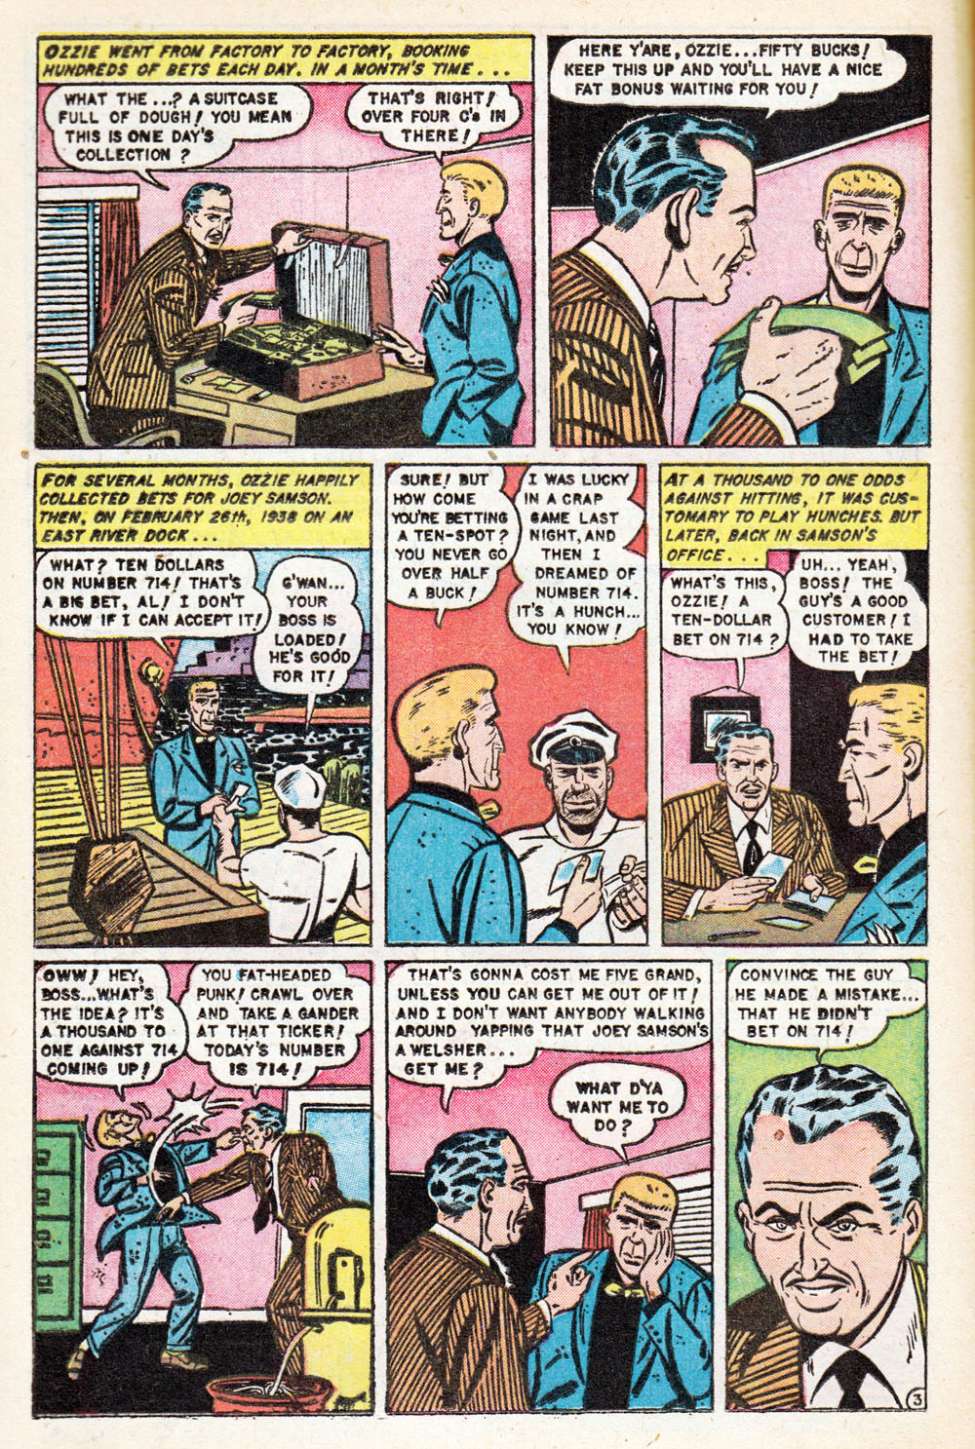 OZZIE WENT FROM FACTORY TO FACTORY, BOOKING
HUNDREDS OF BETS EACH DAY. IN A MONTH'S TIME...
WHAT THE...? A SUITCASE
FULL OF DOUGH! YOU MEAN
THIS IS ONE DAY'S
COLLECTION?
THAT'S RIGHT!
OVER FOUR C's IN
THERE!
HERE Y'ARE, OZZIE...FIFTY BUCKS!
KEEP THIS UP AND YOU'LL HAVE A NICE
FAT BONUS WAITING FOR YOU!
FOR SEVERAL MONTHS, OZZIE HAPPILY
COLLECTED BETS FOR JOEY SAMSON.
THEN, ON FEBRUARY 26th, 1938 ON AN
EAST RIVER DOCK...
WHAT? TEN DOLLARS
ON NUMBER 714! THAT'S
A BIG BET, AL! I DON'T
KNOW IF I CAN ACCEPT IT!
G'WAN...
YOUR
BOSS IS
LOADED!
HE'S GOOD
FOR IT!
SURE! BUT
HOW COME
YOU'RE BETTING
A TEN-SPOT?
YOU NEVER GO
OVER HALF
A BUCK!
I WAS LUCKY
IN A CRAP
GAME LAST
NIGHT, AND
THEN I
DREAMED OF
NUMBER 714.
IT'S A HUNCH...
YOU KNOW!
AT A THOUSAND TO ONE ODDS
AGAINST HITTING, IT WAS CUS-
TOMARY TO PLAY HUNCHES. BUT
LATER, BACK IN SAMSON'S
OFFICE...
WHAT'S THIS,
OZZIE! A
TEN-DOLLAR
BET ON 714?
UH... YEAH,
BOSS! THE
GUY'S A GOOD
CUSTOMER! I
HAD TO TAKE
THE BET!
OWW! HEY,
BOSS...WHAT'S
THE IDEA? IT'S
A THOUSAND TO
ONE AGAINST 714
COMING UP!
YOU FAT-HEADED
PUNK! CRAWL OVER
AND TAKE A GANDER
AT THAT TICKER!
TODAY'S NUMBER
IS 714!
THAT'S GONNA COST ME FIVE GRAND,
UNLESS YOU CAN GET ME OUT OF IT!
AND I DON'T WANT ANYBODY WALKING
AROUND YAPPING THAT JOEY SAMSON'S
A WELSHER...
GET ME?
WHAT D'YA
WANT ME TO
DO?
CONVINCE THE GUY
HE MADE A MISTAKE...
THAT HE DIDN'T
BET ON 714!
3